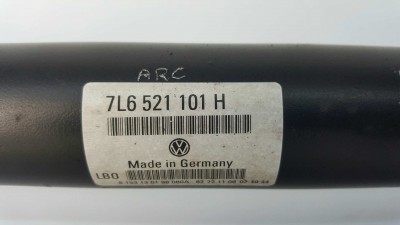 ARC
7L6 521 101 H
Made in Germany
LBO